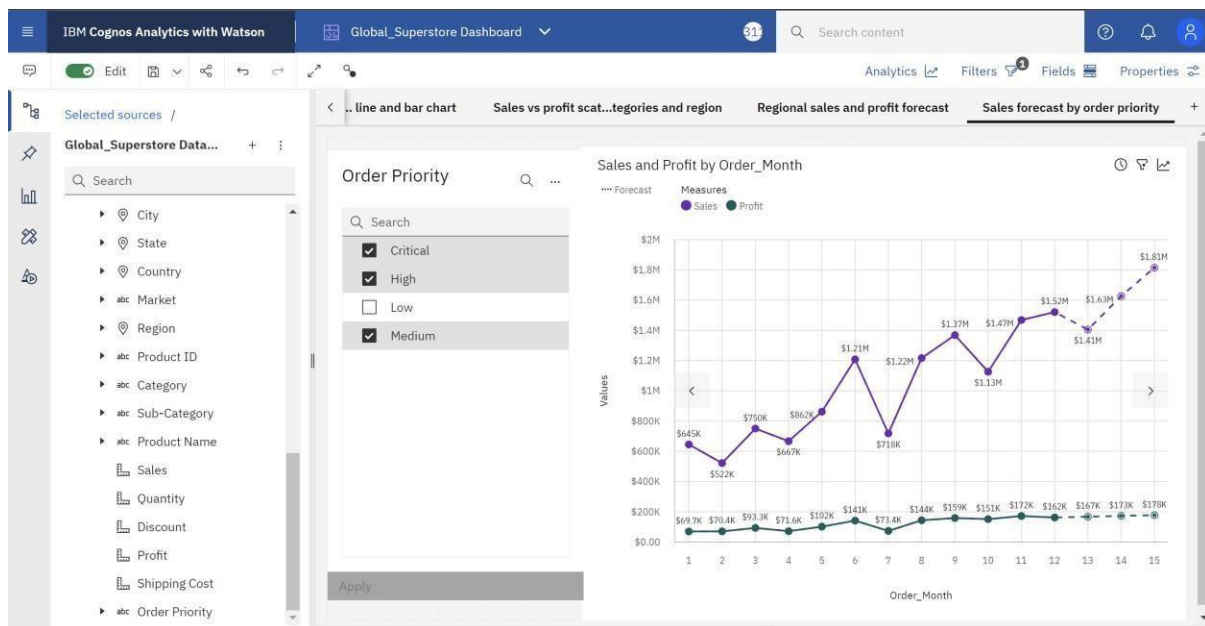 IBM Cognos Analytics with Watson
Global_Superstore Dashboard
Search content
Edit
Analytics
Filters 1
Fields
Properties
... line and bar chart
Sales vs profit scat...tegories and region
Regional sales and profit forecast
Sales forecast by order priority
Selected sources /
Global_Superstore Data...
Search
City
State
Country
abc Market
Region
abc Product ID
abc Category
abc Sub-Category
abc Product Name
Sales
Quantity
Discount
Profit
Shipping Cost
abc Order Priority
Order Priority
Search
Critical
High
Low
Medium
Apply
Sales and Profit by Order_Month
Forecast
Measures
Sales
Profit
Values
$2M
$1.8M
$1.6M
$1.4M
$1.2M
$1M
$800K
$600K
$400K
$200K
$0.00
$645K
$522K
$750K
$667K
$862K
$1.21M
$718K
$1.22M
$1.37M
$1.13M
$1.47M
$1.52M
$1.41M
$1.63M
$1.81M
$69.7K
$70.4K
$93.3K
$71.6K
$102K
$141K
$73.4K
$144K
$159K
$151K
$172K
$162K
$167K
$173K
$178K
1 2 3 4 5 6 7 8 9 10 11 12 13 14 15
Order_Month